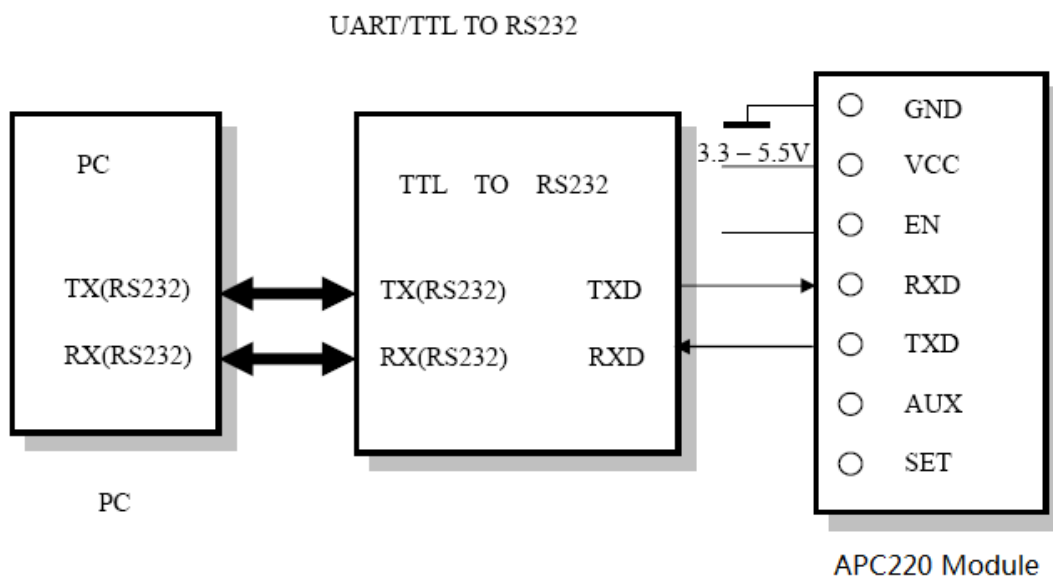 UART/TTL TO RS232
PC
TX(RS232)
RX(RS232)
PC
TTL TO RS232
TX(RS232) TXD
RX(RS232) RXD
3.3 – 5.5V
GND
VCC
EN
RXD
TXD
AUX
SET
APC220 Module